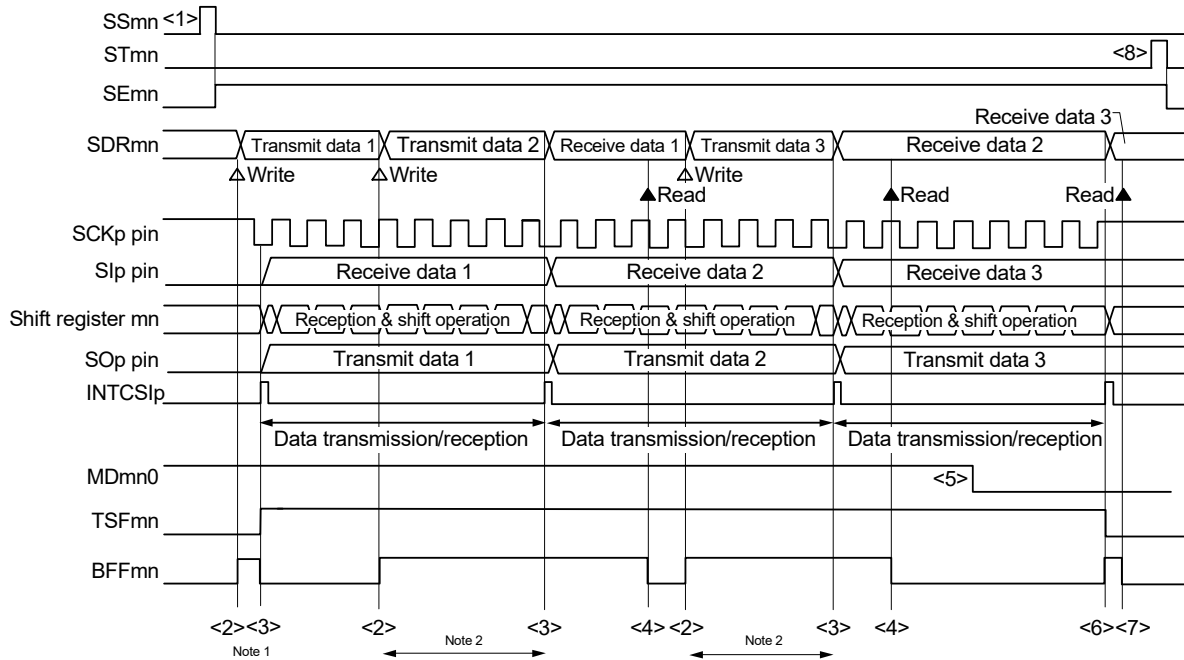 SSmn <1>
STmn <8>
SEmn
Receive data 3
SDRmn Transmit data 1 Transmit data 2 Receive data 1 Transmit data 3 Receive data 2
Write Write Write
Read Read Read
SCKp pin
SIp pin Receive data 1 Receive data 2 Receive data 3
Shift register mn Reception & shift operation Reception & shift operation Reception & shift operation
SOp pin Transmit data 1 Transmit data 2 Transmit data 3
INTCSIp
Data transmission/reception Data transmission/reception Data transmission/reception
MDmn0 <5>
TSFmn
BFFmn
<2> <3> <2> <3> <4> <2> <3> <4> <6> <7>
Note 1 Note 2 Note 2